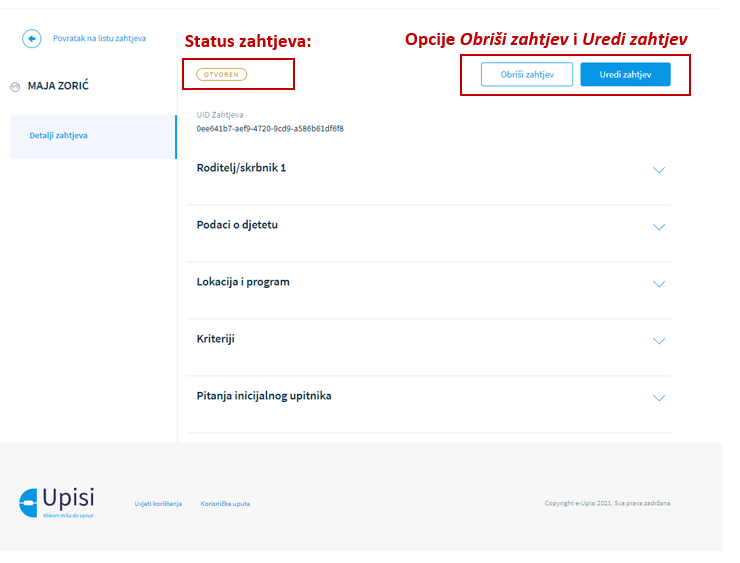 Povratak na listu zahtjeva
Status zahtjeva:
Opcije Obriši zahtjev i Uredi zahtjev
OTVOREN
Obriši zahtjev
Uredi zahtjev
MAJA ZORIĆ
Detalji zahtjeva
UID Zahtjeva
0ee641b7-aef9-4720-9cd9-a586b61df6f8
Roditelj/skrbnik 1
Podaci o djetetu
Lokacija i program
Kriteriji
Pitanja inicijalnog upitnika
Upisi
Klikom miša do upisa!
Uvjeti korištenja
Korisničke upute
Copyright e-Upisi 2021. Sva prava zadržana